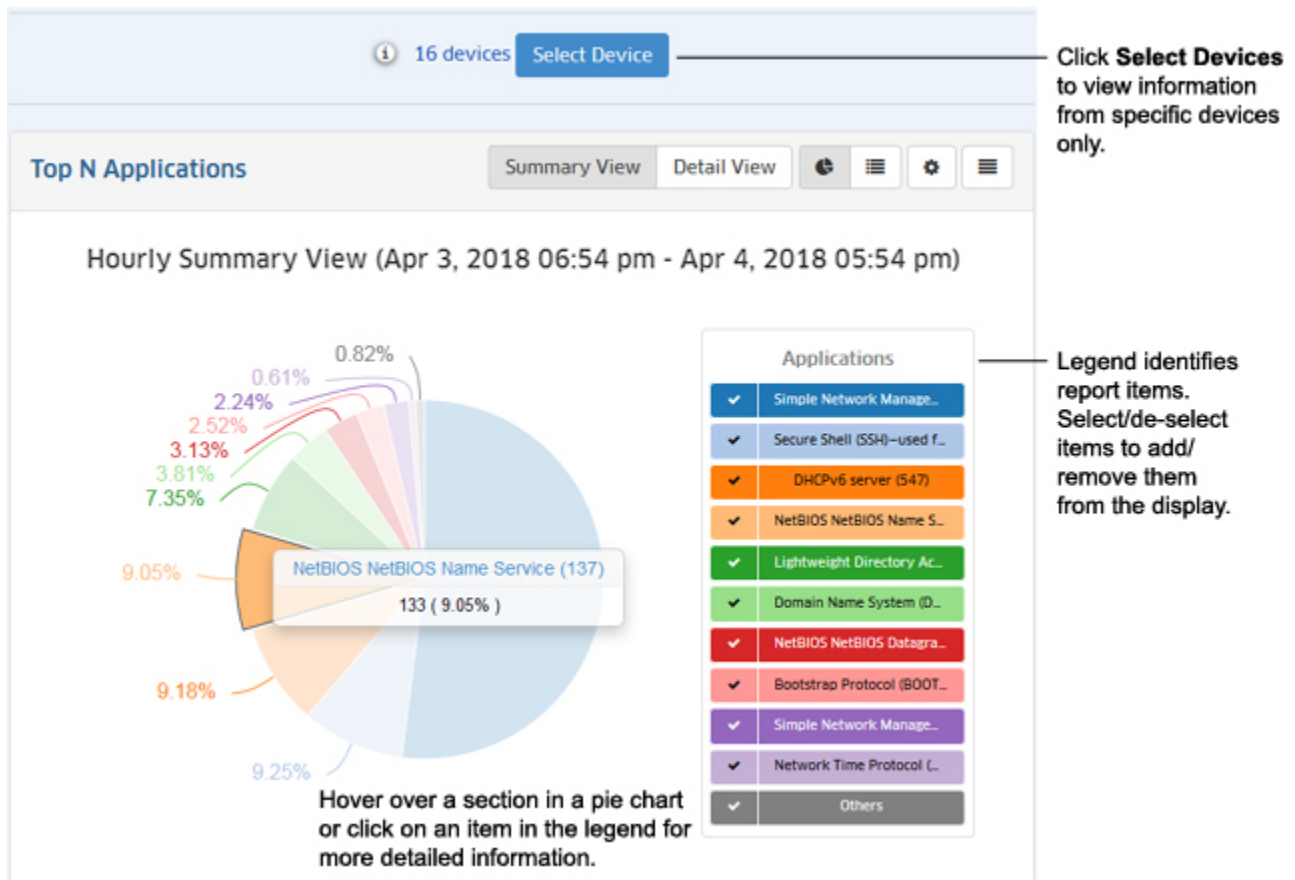 16 devices Select Device
Click Select Devices
to view information
from specific devices
only.
Top N Applications
Summary View Detail View
Hourly Summary View (Apr 3, 2018 06:54 pm - Apr 4, 2018 05:54 pm)
0.82%
0.61%
2.24%
2.52%
3.13%
3.81%
7.35%
9.05%
NetBIOS NetBIOS Name Service (137)
133 ( 9.05% )
9.18%
9.25%
Hover over a section in a pie chart
or click on an item in the legend for
more detailed information.
Applications
Simple Network Manage...
Secure Shell (SSH)–used f...
DHCPv6 server (547)
NetBIOS NetBIOS Name S...
Lightweight Directory Ac...
Domain Name System (D...
NetBIOS NetBIOS Datagra...
Bootstrap Protocol (BOOT...
Simple Network Manage...
Network Time Protocol (...
Others
Legend identifies
report items.
Select/de-select
items to add/
remove them
from the display.